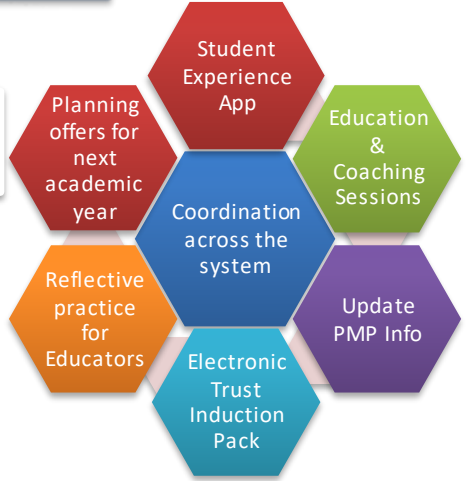 Student
Experience
App
Planning
offers for
next
academic
year
Education
&
Coaching
Sessions
Coordination
across the
system
Reflective
practice
for
Educators
Update
PMP Info
Electronic
Trust
Induction
Pack